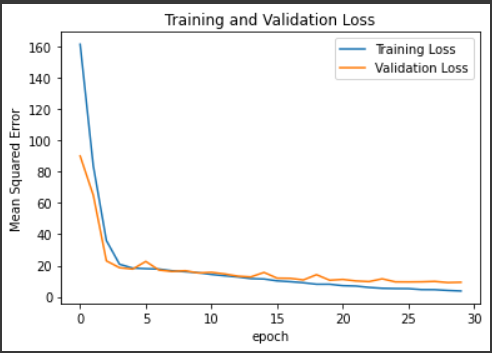 Training and Validation Loss
Training Loss
Validation Loss
Mean Squared Error
160
140
120
100
80
60
40
20
0
0 5 10 15 20 25 30
epoch